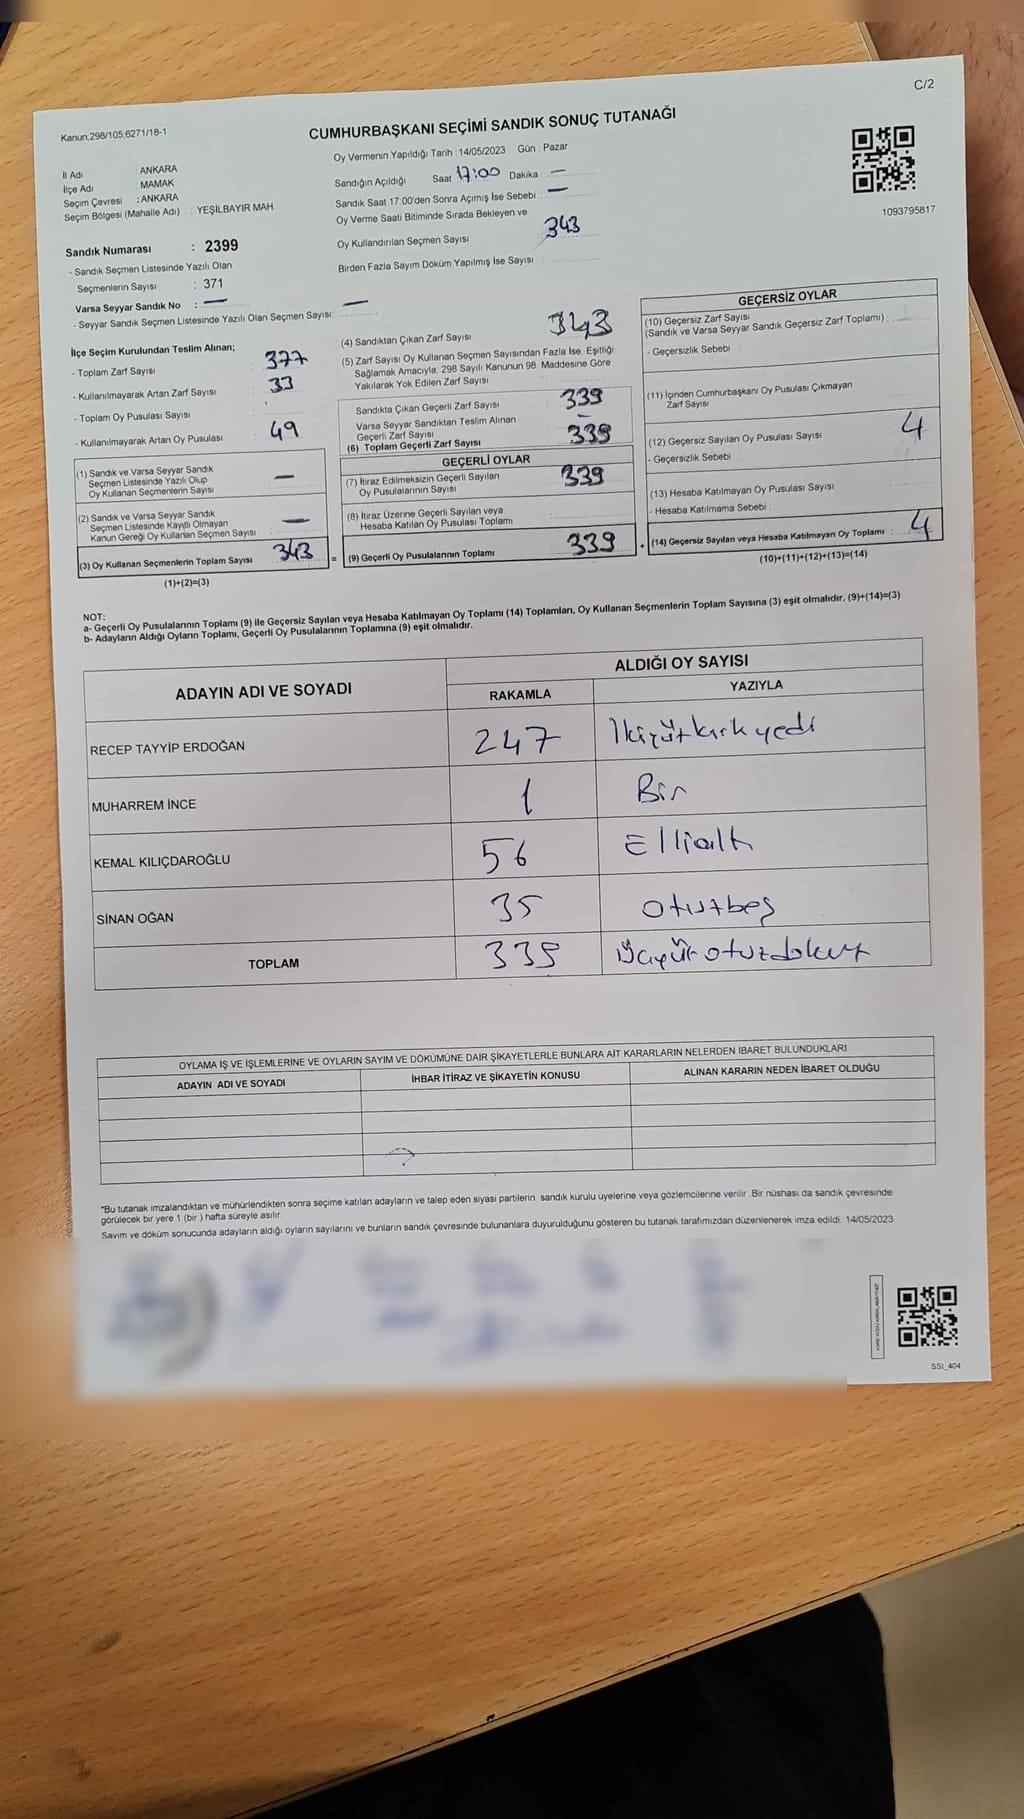 C/2
Kanun:298/105;6271/18-1
CUMHURBAŞKANI SEÇİMİ SANDIK SONUÇ TUTANAĞI
Oy Vermenin Yapıldığı Tarih : 14/05/2023 Gün : Pazar
İl Adı ANKARA
İlçe Adı : MAMAK
Seçim Çevresi : ANKARA
Seçim Bölgesi (Mahalle Adı) : YEŞİLBAYIR MAH.
Sandığın Açıldığı Saat 17:00 Dakika : —
Sandık Saat 17:00'den Sonra Açımış İse Sebebi : —
Oy Verme Saati Bitiminde Sırada Bekleyen ve
Oy Kullandırılan Seçmen Sayısı 343
Birden Fazla Sayım Döküm Yapılmış İse Sayısı :
1093795817
Sandık Numarası : 2399
- Sandık Seçmen Listesinde Yazılı Olan
Seçmenlerin Sayısı : 371
Varsa Seyyar Sandık No : —
- Seyyar Sandık Seçmen Listesinde Yazılı Olan Seçmen Sayısı: —
İlçe Seçim Kurulundan Teslim Alınan;
- Toplam Zarf Sayısı 377
- Kullanılmayarak Artan Zarf Sayısı 33
- Toplam Oy Pusulası Sayısı
- Kullanılmayarak Artan Oy Pusulası 49
(1) Sandık ve Varsa Seyyar Sandık
Seçmen Listesinde Yazılı Olup
Oy Kullanan Seçmenlerin Sayısı —
(2) Sandık ve Varsa Seyyar Sandık
Seçmen Listesinde Kayıtlı Olmayan
Kanun Gereği Oy Kullanan Seçmen Sayısı —
(3) Oy Kullanan Seçmenlerin Toplam Sayısı 343
(1)+(2)=(3)
(4) Sandıktan Çıkan Zarf Sayısı 343
(5) Zarf Sayısı Oy Kullanan Seçmen Sayısından Fazla İse, Eşitliği
Sağlamak Amacıyla, 298 Sayılı Kanunun 98. Maddesine Göre
Yakılarak Yok Edilen Zarf Sayısı
Sandıkta Çıkan Geçerli Zarf Sayısı 339
Varsa Seyyar Sandıktan Teslim Alınan
Geçerli Zarf Sayısı —
(6) Toplam Geçerli Zarf Sayısı 339
GEÇERLİ OYLAR
(7) İtiraz Edilmeksizin Geçerli Sayılan
Oy Pusulalarının Sayısı 339
(8) İtiraz Üzerine Geçerli Sayılan veya
Hesaba Katılan Oy Pusulası Toplamı
= (9) Geçerli Oy Pusulalarının Toplamı 339
GEÇERSİZ OYLAR
(10) Geçersiz Zarf Sayısı
(Sandık ve Varsa Seyyar Sandık Geçersiz Zarf Toplamı) :
- Geçersizlik Sebebi :
(11) İçinden Cumhurbaşkanı Oy Pusulası Çıkmayan
Zarf Sayısı
(12) Geçersiz Sayılan Oy Pusulası Sayısı 4
- Geçersizlik Sebebi :
(13) Hesaba Katılmayan Oy Pusulası Sayısı
- Hesaba Katılmama Sebebi :
+ (14) Geçersiz Sayılan veya Hesaba Katılmayan Oy Toplamı : 4
(10)+(11)+(12)+(13)=(14)
NOT:
a- Geçerli Oy Pusulalarının Toplamı (9) ile Geçersiz Sayılan veya Hesaba Katılmayan Oy Toplamı (14) Toplamları, Oy Kullanan Seçmenlerin Toplam Sayısına (3) eşit olmalıdır. (9)+(14)=(3)
b- Adayların Aldığı Oyların Toplamı, Geçerli Oy Pusulalarının Toplamına (9) eşit olmalıdır.
ADAYIN ADI VE SOYADI ALDIĞI OY SAYISI
RAKAMLA YAZIYLA
RECEP TAYYİP ERDOĞAN 247 İkiyüzkırkyedi
MUHARREM İNCE 1 Bir
KEMAL KILIÇDAROĞLU 56 Ellialtı
SİNAN OĞAN 35 otuzbeş
TOPLAM 339 Üçyüzotuzdokuz
OYLAMA İŞ VE İŞLEMLERİNE VE OYLARIN SAYIM VE DÖKÜMÜNE DAİR ŞİKAYETLERLE BUNLARA AİT KARARLARIN NELERDEN İBARET BULUNDUKLARI
ADAYIN ADI VE SOYADI İHBAR İTİRAZ VE ŞİKAYETİN KONUSU ALINAN KARARIN NEDEN İBARET OLDUĞU
*Bu tutanak imzalandıktan ve mühürlendikten sonra seçime katılan adayların ve talep eden siyasi partilerin sandık kurulu üyelerine veya gözlemcilerine verilir. Bir nüshası da sandık çevresinde
görülecek bir yere 1 (bir ) hafta süreyle asılır.
Sayım ve döküm sonucunda adayların aldığı oyların sayılarını ve bunların sandık çevresinde bulunanlara duyurulduğunu gösteren bu tutanak tarafımızdan düzenlenerek imza edildi. 14/05/2023
SSI_404